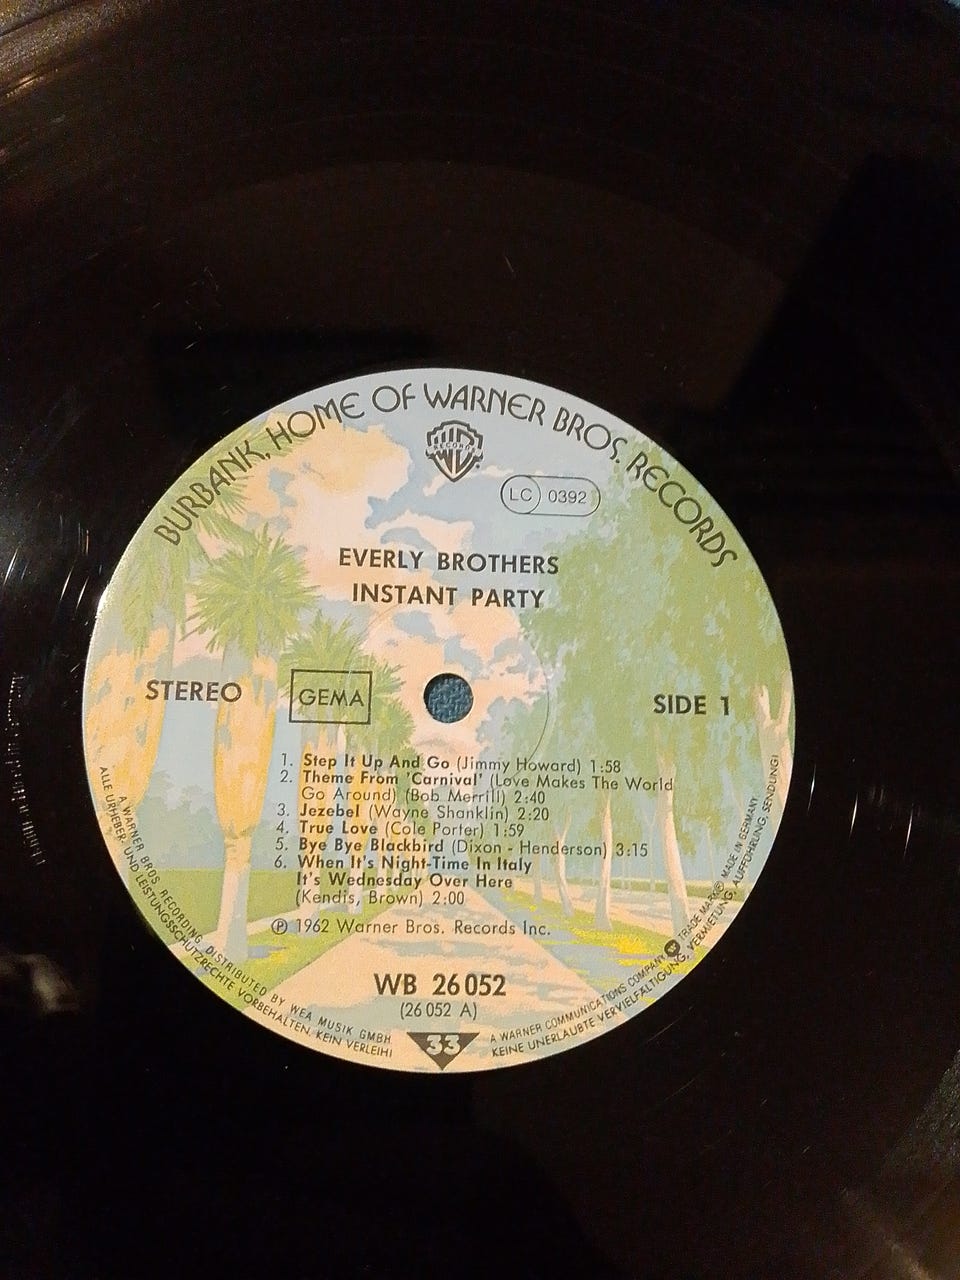 BURBANK, HOME OF WARNER BROS. RECORDS
WB
RECORDS
LC 0392
EVERLY BROTHERS
INSTANT PARTY
STEREO
GEMA
SIDE 1
1. Step It Up And Go (Jimmy Howard) 1:58
2. Theme From 'Carnival' (Love Makes The World
Go Around) (Bob Merrill) 2:40
3. Jezebel (Wayne Shanklin) 2:20
4. True Love (Cole Porter) 1:59
5. Bye Bye Blackbird (Dixon - Henderson) 3:15
6. When It's Night-Time In Italy
It's Wednesday Over Here
(Kendis, Brown) 2:00
℗ 1962 Warner Bros. Records Inc.
WB 26 052
(26 052 A)
33
A WARNER BROS RECORDING DISTRIBUTED BY WEA MUSIK GMBH
A WARNER COMMUNICATIONS COMPANY TRADE MARK® MADE IN GERMANY
ALLE URHEBER- UND LEISTUNGSSCHUTZRECHTE VORBEHALTEN. KEIN VERLEIH!
KEINE UNERLAUBTE VERVIELFÄLTIGUNG, VERMIETUNG, AUFFÜHRUNG, SENDUNG!